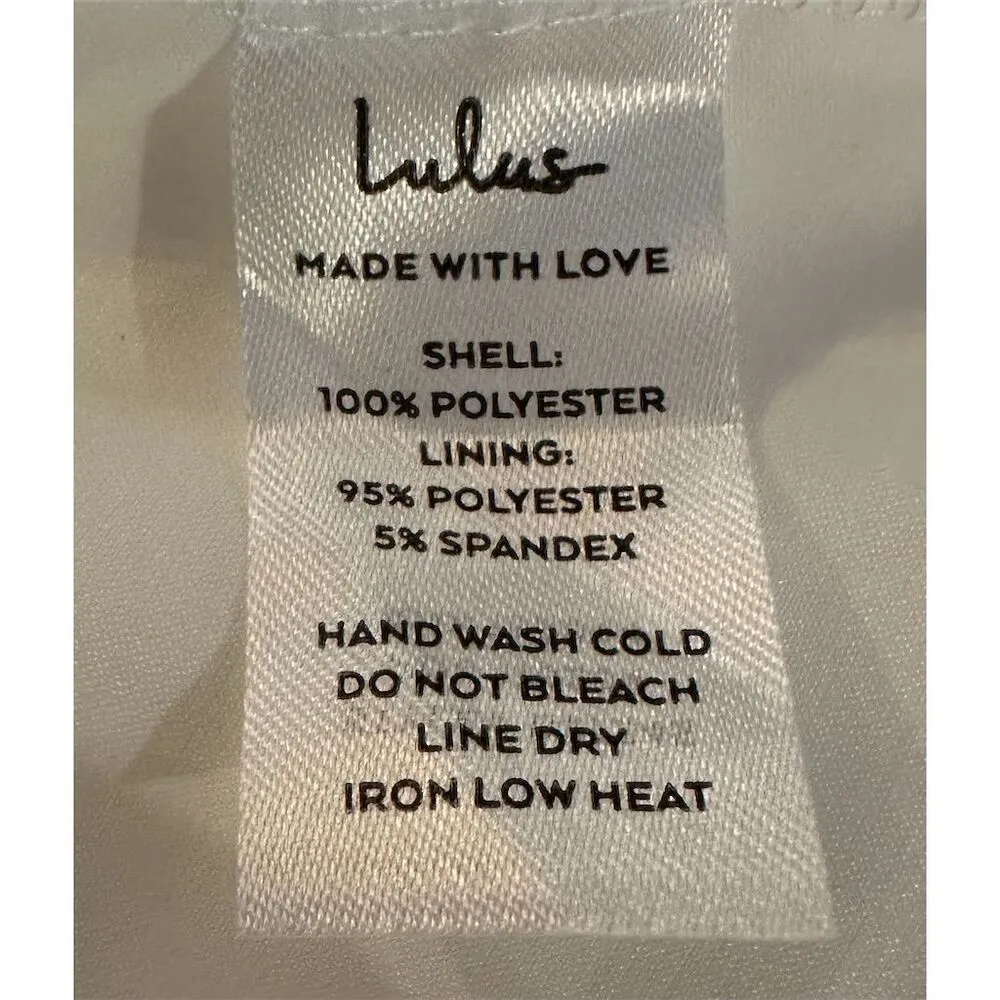 Lulus
MADE WITH LOVE
SHELL:
100% POLYESTER
LINING:
95% POLYESTER
5% SPANDEX
HAND WASH COLD
DO NOT BLEACH
LINE DRY
IRON LOW HEAT